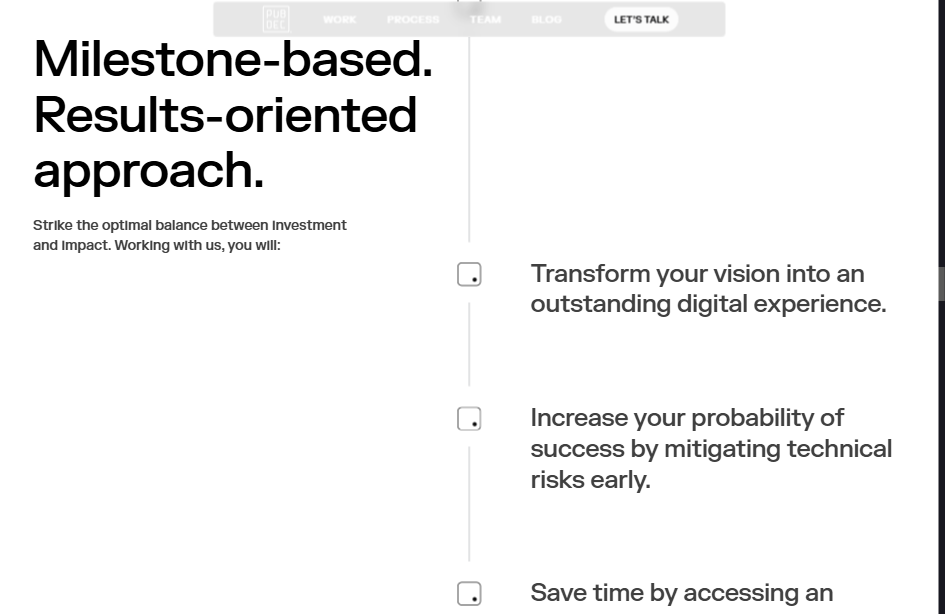 PUB
DEC
WORK
PROCESS
TEAM
BLOG
LET'S TALK
Milestone-based.
Results-oriented
approach.
Strike the optimal balance between investment
and impact. Working with us, you will:
Transform your vision into an
outstanding digital experience.
Increase your probability of
success by mitigating technical
risks early.
Save time by accessing an